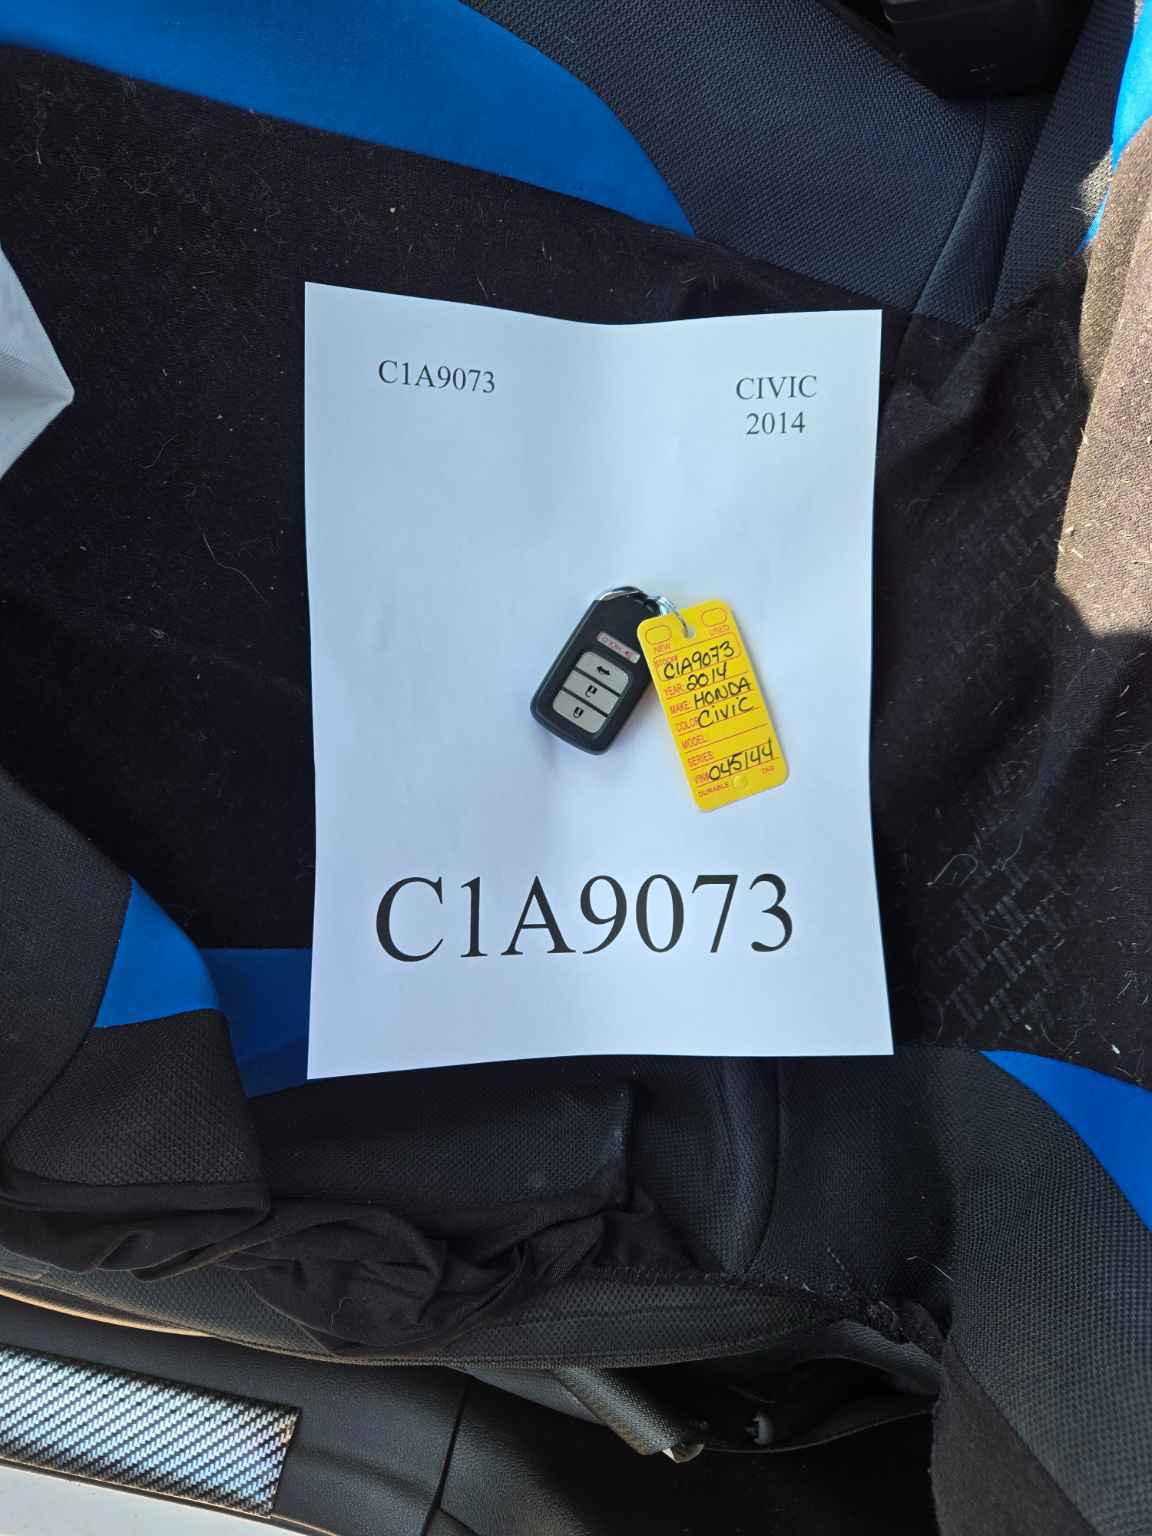 C1A9073
CIVIC
2014
NEW
USED
C1A9073
YEAR 2014
MAKE HONDA
COLOR CIVIC
MODEL
SERIES
VIN# 045144
DURABLE TAG
C1A9073